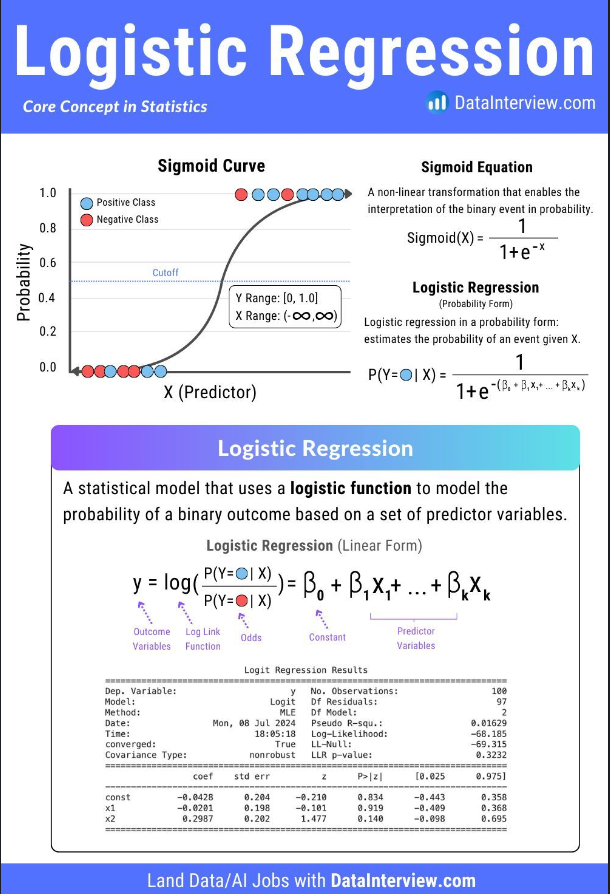 Logistic Regression
Core Concept in Statistics
DataInterview.com
Sigmoid Curve
1.0
0.8
0.6
0.4
0.2
0.0
Probability
Positive Class
Negative Class
Cutoff
Y Range: [0, 1.0]
X Range: (-∞,∞)
X (Predictor)
Sigmoid Equation
A non-linear transformation that enables the
interpretation of the binary event in probability.
Sigmoid(X) = 1 / 1+e^-x
Logistic Regression
(Probability Form)
Logistic regression in a probability form:
estimates the probability of an event given X.
P(Y=🔵| X) = 1 / 1+e^-(β₀ + β₁x₁+ ... + βₖxₖ)
Logistic Regression
A statistical model that uses a logistic function to model the
probability of a binary outcome based on a set of predictor variables.
Logistic Regression (Linear Form)
y = log(P(Y=🔵| X) / P(Y=🔴| X)) = β₀ + β₁X₁+ ... + βₖXₖ
Outcome
Variables
Log Link
Function
Odds
Constant
Predictor
Variables
Logit Regression Results
Dep. Variable: y No. Observations: 100
Model: Logit Df Residuals: 97
Method: MLE Df Model: 2
Date: Mon, 08 Jul 2024 Pseudo R-squ.: 0.01629
Time: 18:05:18 Log-Likelihood: -68.185
converged: True LL-Null: -69.315
Covariance Type: nonrobust LLR p-value: 0.3232
coef std err z P>|z| [0.025 0.975]
const -0.0428 0.204 -0.210 0.834 -0.443 0.358
x1 -0.0201 0.198 -0.101 0.919 -0.409 0.368
x2 0.2987 0.202 1.477 0.140 -0.098 0.695
Land Data/AI Jobs with DataInterview.com